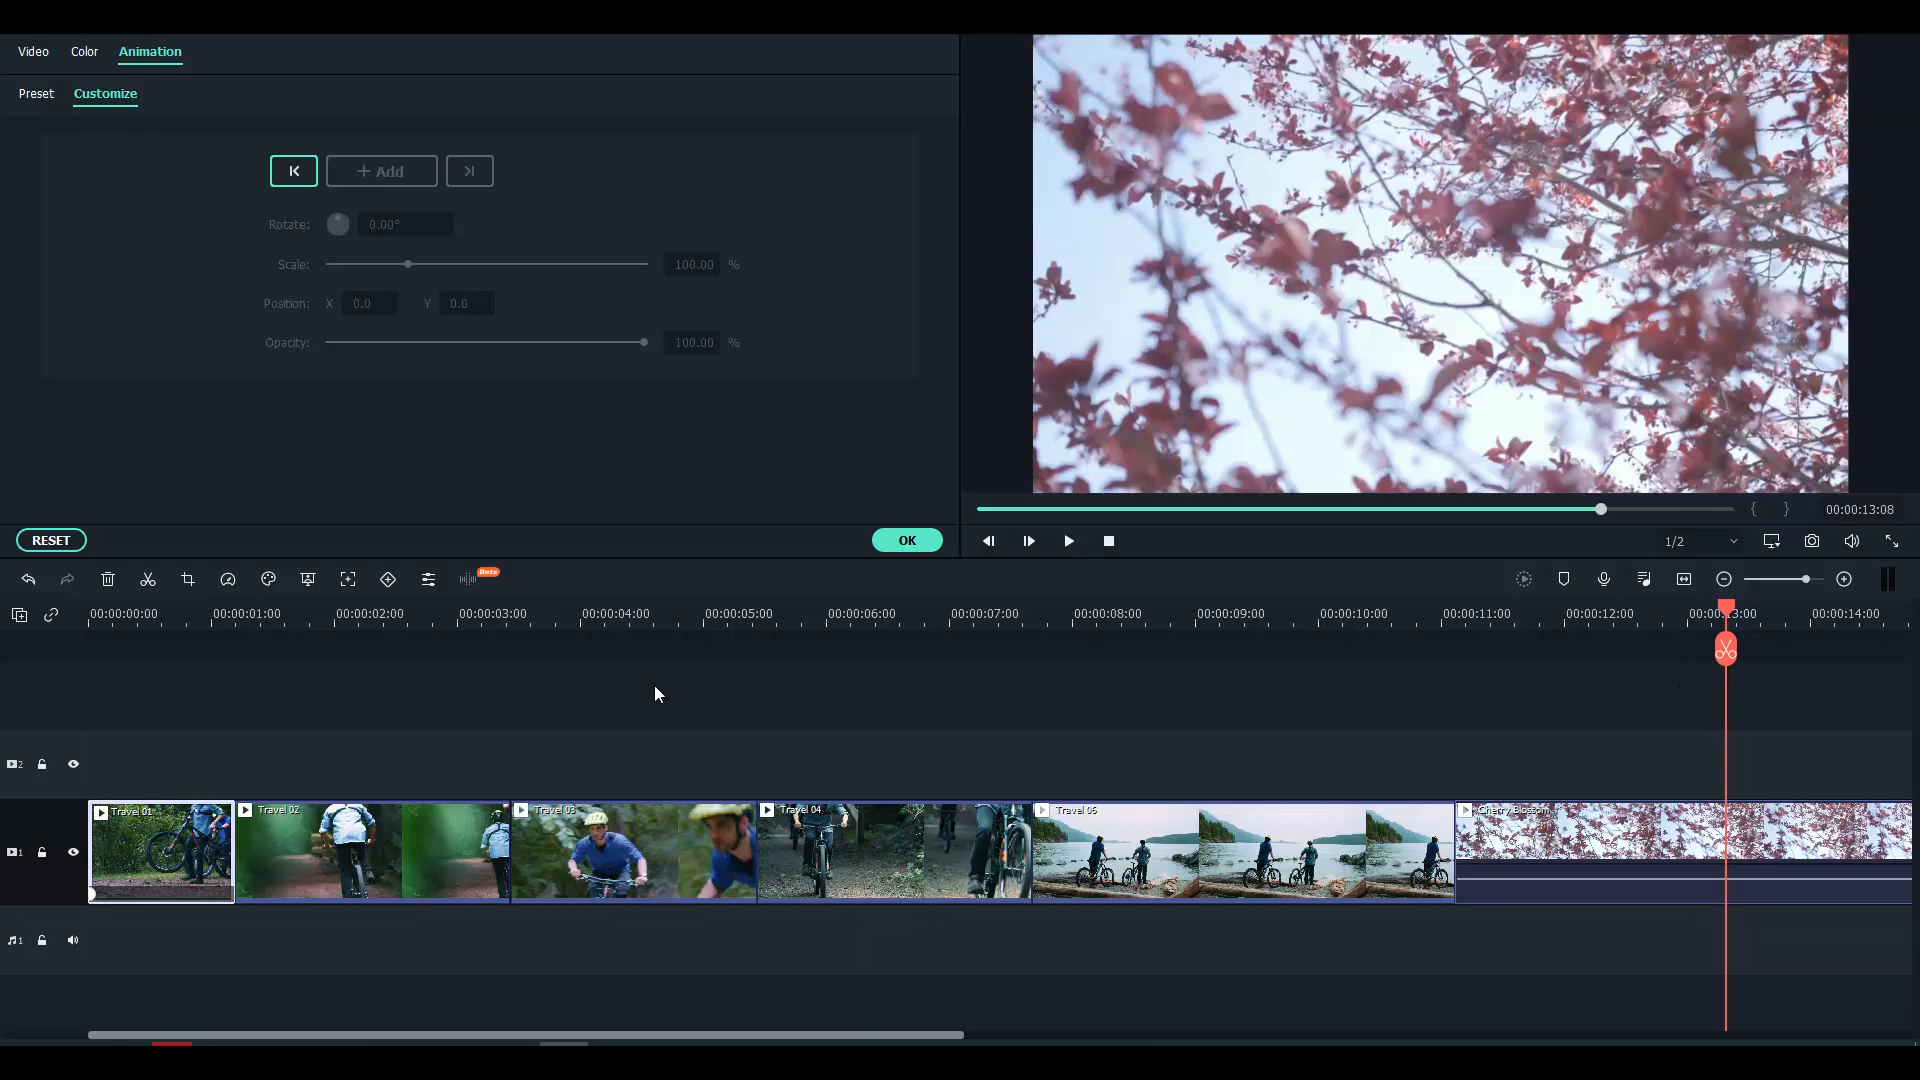 Video Color Animation
Preset Customize
+ Add
Rotate: 0.00°
Scale: 100.00 %
Position: X 0.0 Y 0.0
Opacity: 100.00 %
RESET OK
{ } 00:00:13:08
1/2
Beta
00:00:00:00 00:00:01:00 00:00:02:00 00:00:03:00 00:00:04:00 00:00:05:00 00:00:06:00 00:00:07:00 00:00:08:00 00:00:09:00 00:00:10:00 00:00:11:00 00:00:12:00 00:00:13:00 00:00:14:00
2
Travel 01 Travel 02 Travel 03 Travel 04 Travel 06 Cherry Blossom
1
1